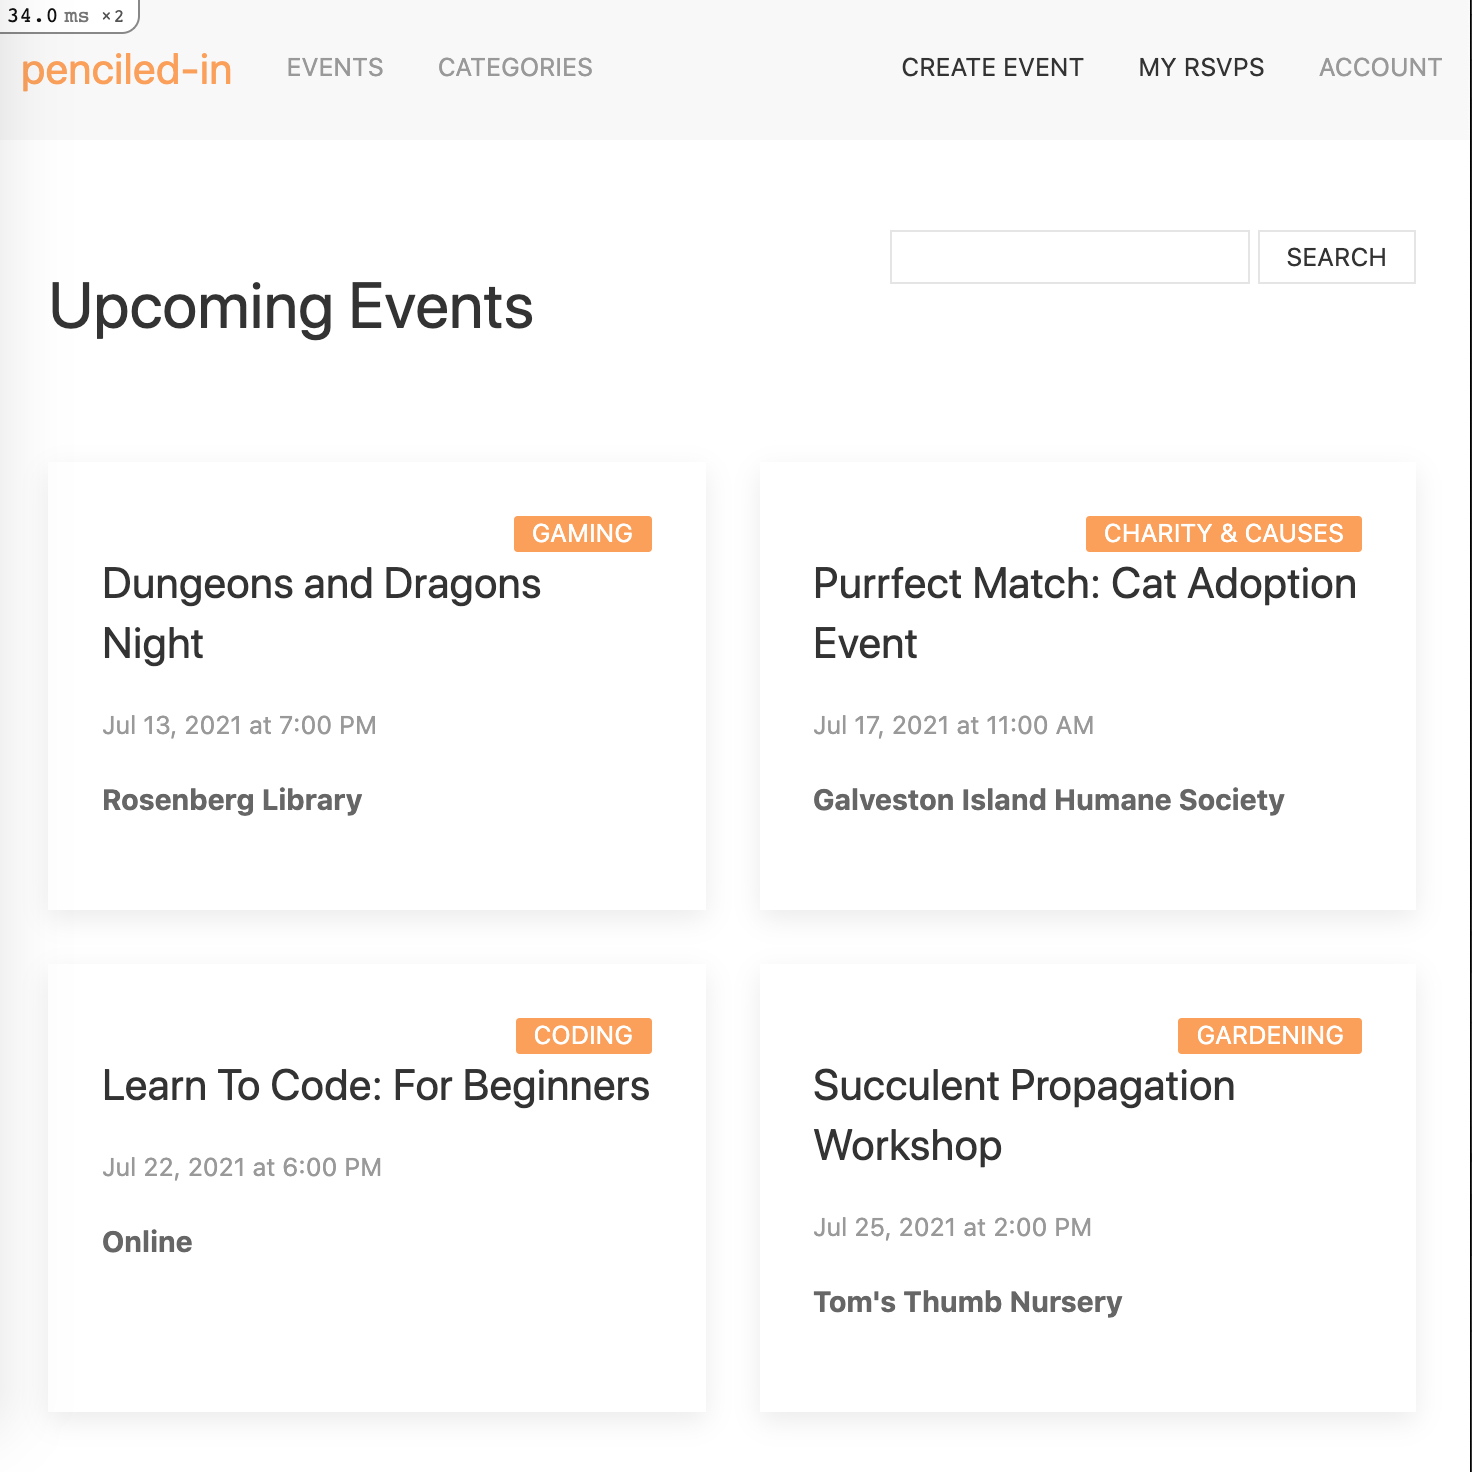 34.0 ms ×2
penciled-in EVENTS CATEGORIES CREATE EVENT MY RSVPS ACCOUNT
SEARCH
Upcoming Events
GAMING
Dungeons and Dragons
Night
Jul 13, 2021 at 7:00 PM
Rosenberg Library
CHARITY & CAUSES
Purrfect Match: Cat Adoption
Event
Jul 17, 2021 at 11:00 AM
Galveston Island Humane Society
CODING
Learn To Code: For Beginners
Jul 22, 2021 at 6:00 PM
Online
GARDENING
Succulent Propagation
Workshop
Jul 25, 2021 at 2:00 PM
Tom's Thumb Nursery